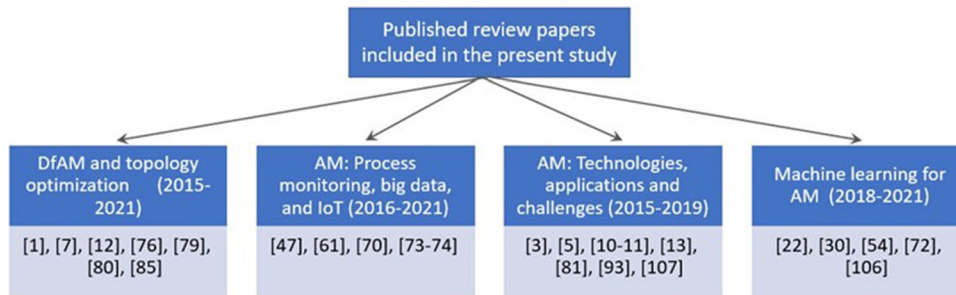 Published review papers
included in the present study
DfAM and topology
optimization (2015-
2021)
[1], [7], [12], [76], [79],
[80], [85]
AM: Process
monitoring, big data,
and IoT (2016-2021)
[47], [61], [70], [73-74]
AM: Technologies,
applications and
challenges (2015-2019)
[3], [5], [10-11], [13],
[81], [93], [107]
Machine learning for
AM (2018-2021)
[22], [30], [54], [72],
[106]